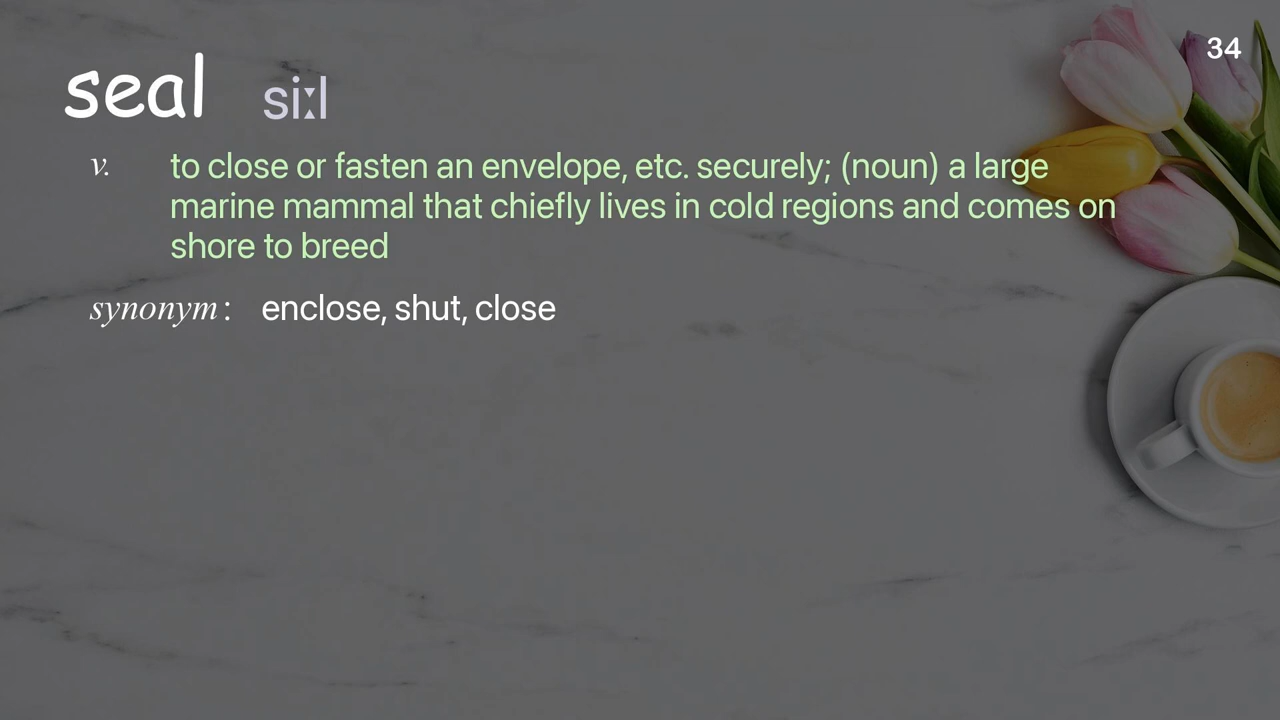 34
seal siːl
v. to close or fasten an envelope, etc. securely; (noun) a large
marine mammal that chiefly lives in cold regions and comes on
shore to breed
synonym: enclose, shut, close